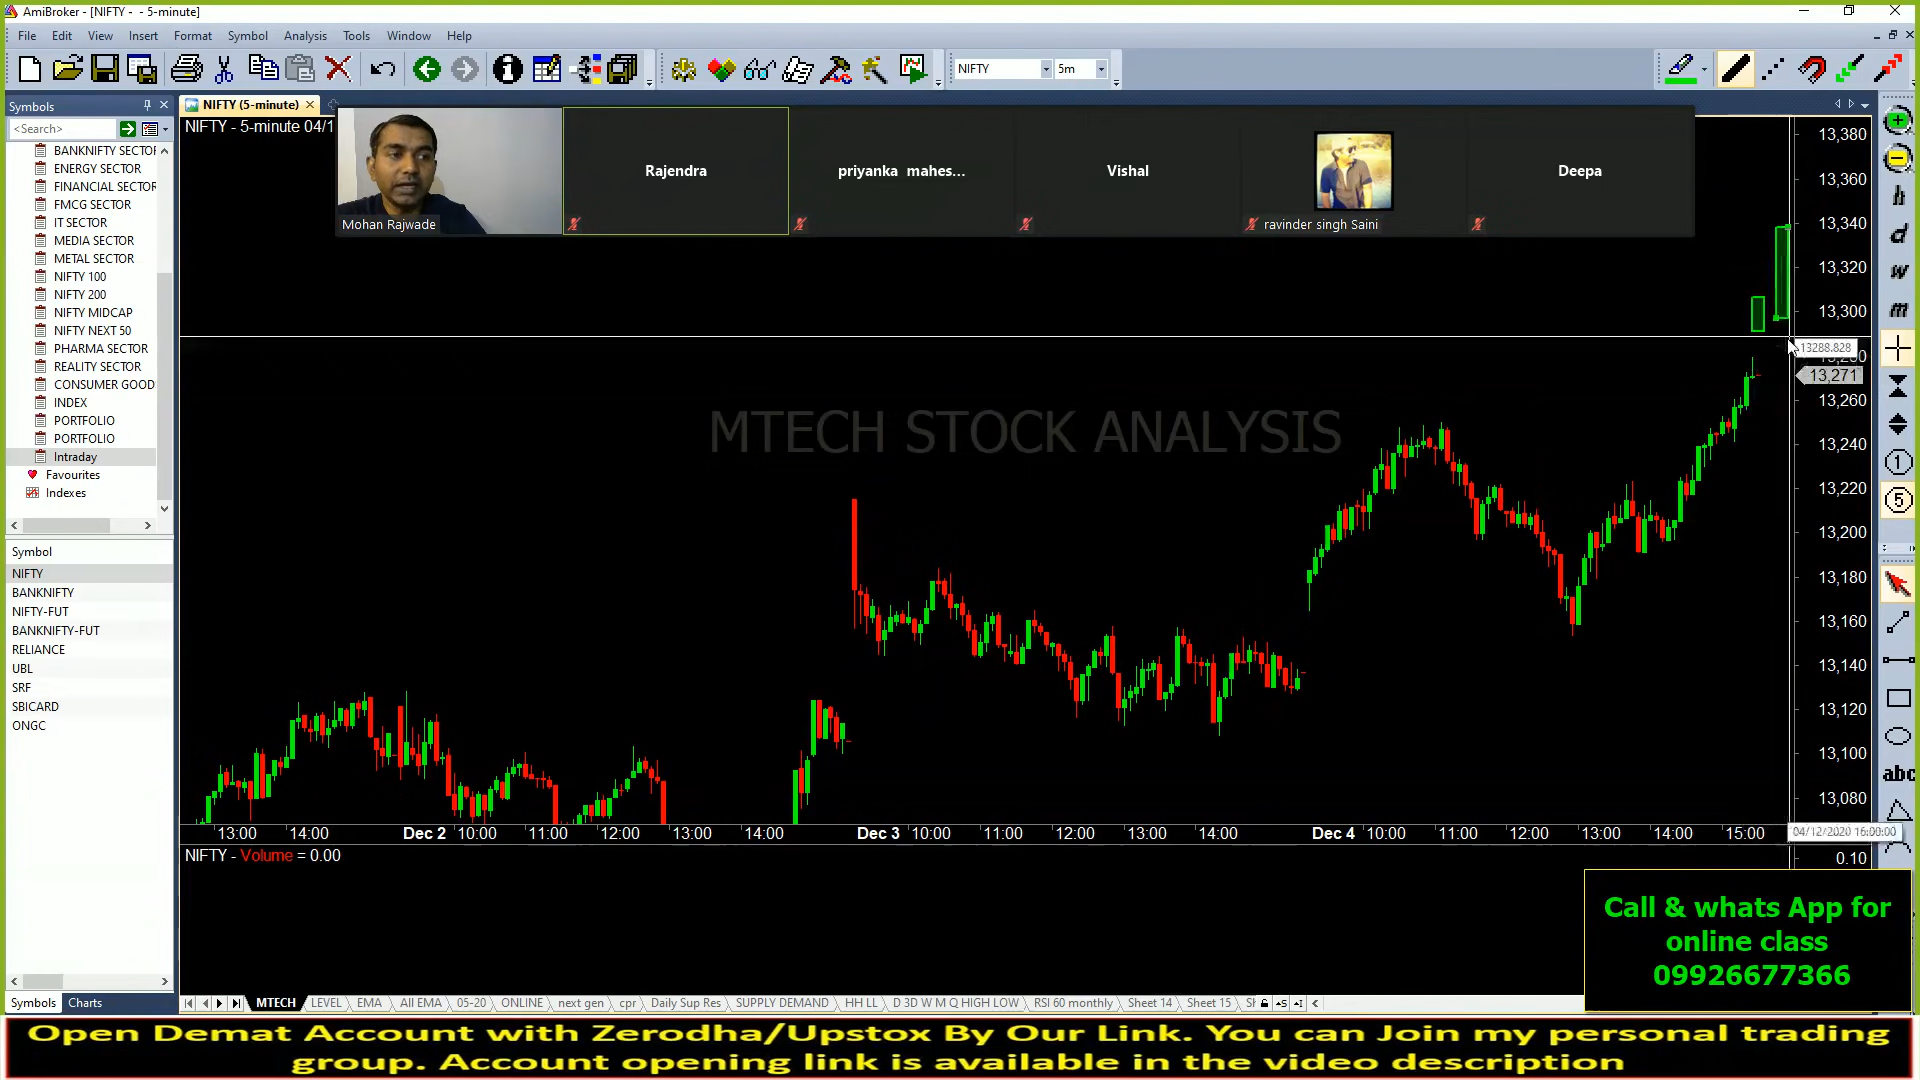 AmiBroker - [NIFTY - - 5-minute]
File Edit View Insert Format Symbol Analysis Tools Window Help
NIFTY 5m
Symbols
NIFTY (5-minute)
<Search>
NIFTY - 5-minute 04/1
BANKNIFTY SECTOR
ENERGY SECTOR
FINANCIAL SECTOR
FMCG SECTOR
IT SECTOR
MEDIA SECTOR
METAL SECTOR
NIFTY 100
NIFTY 200
NIFTY MIDCAP
NIFTY NEXT 50
PHARMA SECTOR
REALITY SECTOR
CONSUMER GOOD
INDEX
PORTFOLIO
PORTFOLIO
Intraday
Favourites
Indexes
Symbol
NIFTY
BANKNIFTY
NIFTY-FUT
BANKNIFTY-FUT
RELIANCE
UBL
SRF
SBICARD
ONGC
Symbols Charts
Mohan Rajwade
Rajendra
priyanka mahes...
Vishal
ravinder singh Saini
Deepa
MTECH STOCK ANALYSIS
13,380
13,360
13,340
13,320
13,300
13288.828
13,271
13,260
13,240
13,220
13,200
13,180
13,160
13,140
13,120
13,100
13,080
13:00 14:00 Dec 2 10:00 11:00 12:00 13:00 14:00 Dec 3 10:00 11:00 12:00 13:00 14:00 Dec 4 10:00 11:00 12:00 13:00 14:00 15:00 04/12/2020 16:00:00
NIFTY - Volume = 0.00
0.10
h
d
w
m
1
5
abc
MTECH LEVEL EMA All EMA 05-20 ONLINE next gen cpr Daily Sup Res SUPPLY DEMAND HH LL D 3D W M Q HIGH LOW RSI 60 monthly Sheet 14 Sheet 15
Call & whats App for
online class
09926677366
Open Demat Account with Zerodha/Upstox By Our Link. You can Join my personal trading
group. Account opening link is available in the video description